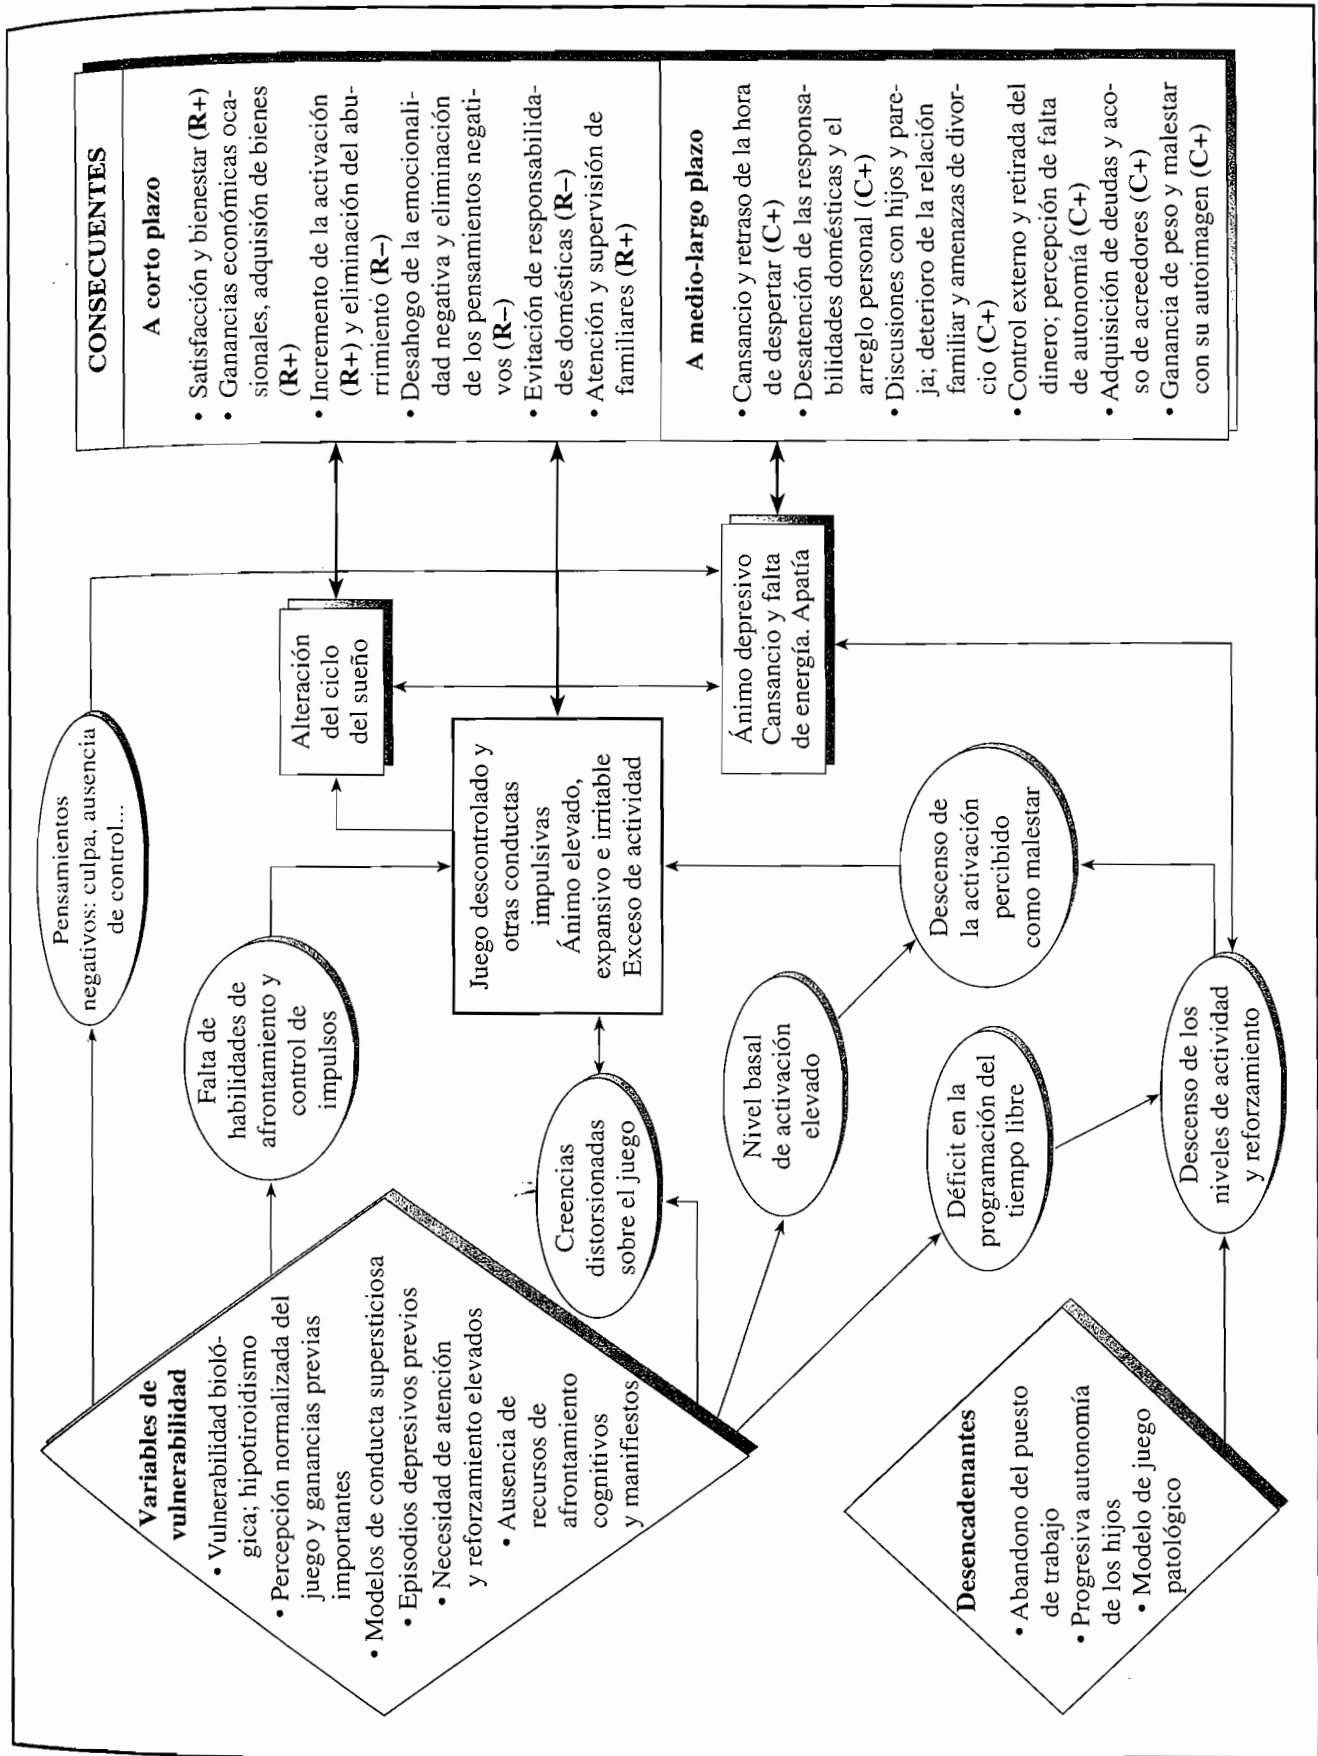 Variables de
vulnerabilidad
• Vulnerabilidad bioló-
gica; hipotiroidismo
• Percepción normalizada del
juego y ganancias previas
importantes
• Modelos de conducta supersticiosa
• Episodios depresivos previos
• Necesidad de atención
y reforzamiento elevados
• Ausencia de
recursos de
afrontamiento
cognitivos
y manifiestos
Desencadenantes
• Abandono del puesto
de trabajo
• Progresiva autonomía
de los hijos
• Modelo de juego
patológico
Pensamientos
negativos: culpa, ausencia
de control...
Falta de
habilidades de
afrontamiento y
control de
impulsos
Creencias
distorsionadas
sobre el juego
Nivel basal
de activación
elevado
Déficit en la
programación del
tiempo libre
Descenso de los
niveles de actividad
y reforzamiento
Descenso de
la activación
percibido
como malestar
Juego descontrolado y
otras conductas
impulsivas
Ánimo elevado,
expansivo e irritable
Exceso de actividad
Alteración
del ciclo
del sueño
Ánimo depresivo
Cansancio y falta
de energía. Apatía
CONSECUENTES
A corto plazo
• Satisfacción y bienestar (R+)
• Ganancias económicas oca-
sionales, adquisición de bienes
(R+)
• Incremento de la activación
(R+) y eliminación del abu-
rrimiento (R–)
• Desahogo de la emocionali-
dad negativa y eliminación
de los pensamientos negati-
vos (R–)
• Evitación de responsabilida-
des domésticas (R–)
• Atención y supervisión de
familiares (R+)
A medio-largo plazo
• Cansancio y retraso de la hora
de despertar (C+)
• Desatención de las responsa-
bilidades domésticas y el
arreglo personal (C+)
• Discusiones con hijos y pare-
ja; deterioro de la relación
familiar y amenazas de divor-
cio (C+)
• Control externo y retirada del
dinero; percepción de falta
de autonomía (C+)
• Adquisición de deudas y aco-
so de acreedores (C+)
• Ganancia de peso y malestar
con su autoimagen (C+)